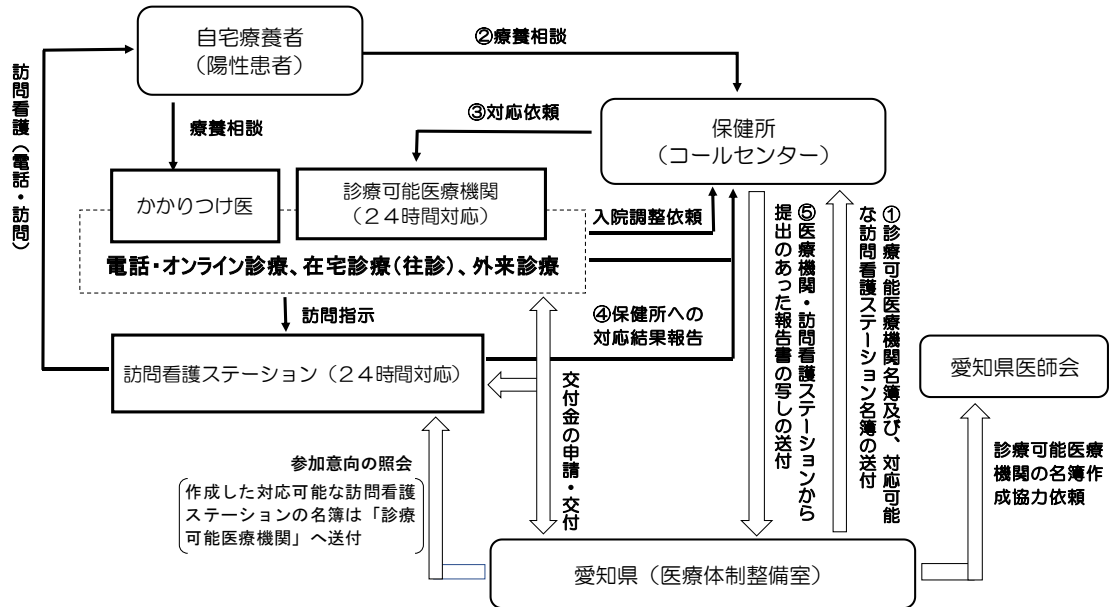 自宅療養者
（陽性患者）
②療養相談
訪問看護（電話・訪問）
療養相談
③対応依頼
保健所
（コールセンター）
かかりつけ医
診療可能医療機関
（２４時間対応）
入院調整依頼
電話・オンライン診療、在宅診療（往診）、外来診療
訪問指示
④保健所への
対応結果報告
訪問看護ステーション（２４時間対応）
交付金の申請・交付
⑤医療機関・訪問看護ステーションから
提出のあった報告書の写しの送付
①診療可能医療機関名簿及び、対応可能
な訪問看護ステーション名簿の送付
愛知県医師会
診療可能医療
機関の名簿作
成協力依頼
参加意向の照会
作成した対応可能な訪問看護
ステーションの名簿は「診療
可能医療機関」へ送付
愛知県（医療体制整備室）